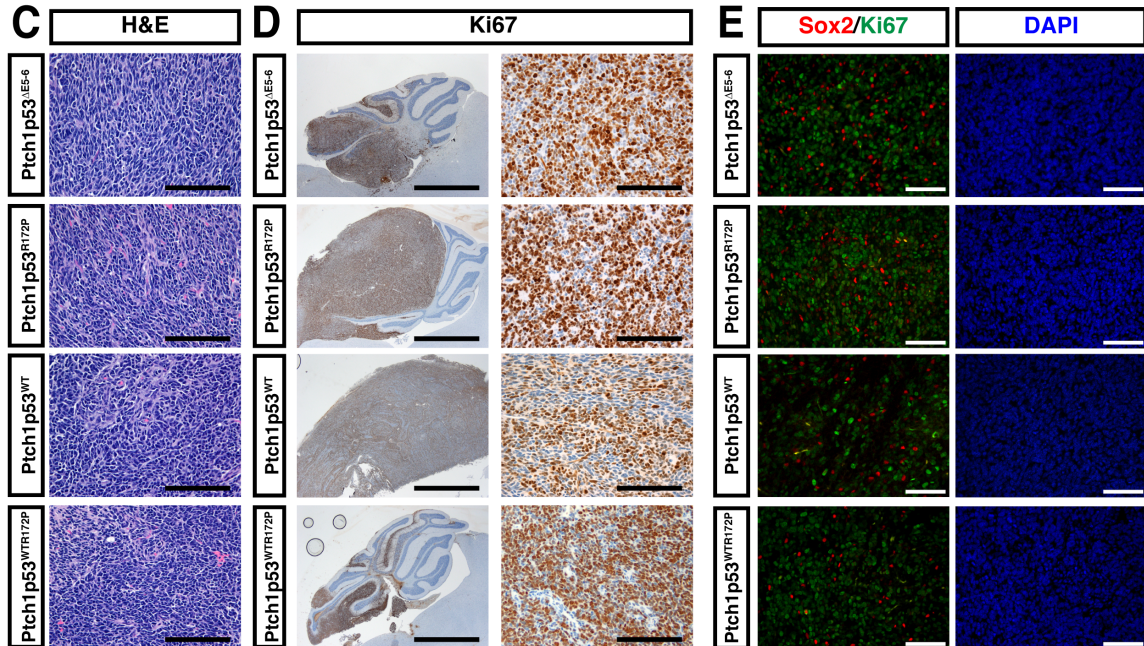 C H&E D Ki67 E Sox2/Ki67 DAPI
Ptch1p53ΔE5-6 Ptch1p53ΔE5-6 Ptch1p53ΔE5-6
Ptch1p53R172P Ptch1p53R172P Ptch1p53R172P
Ptch1p53WT Ptch1p53WT Ptch1p53WT
Ptch1p53WTR172P Ptch1p53WTR172P Ptch1p53WTR172P